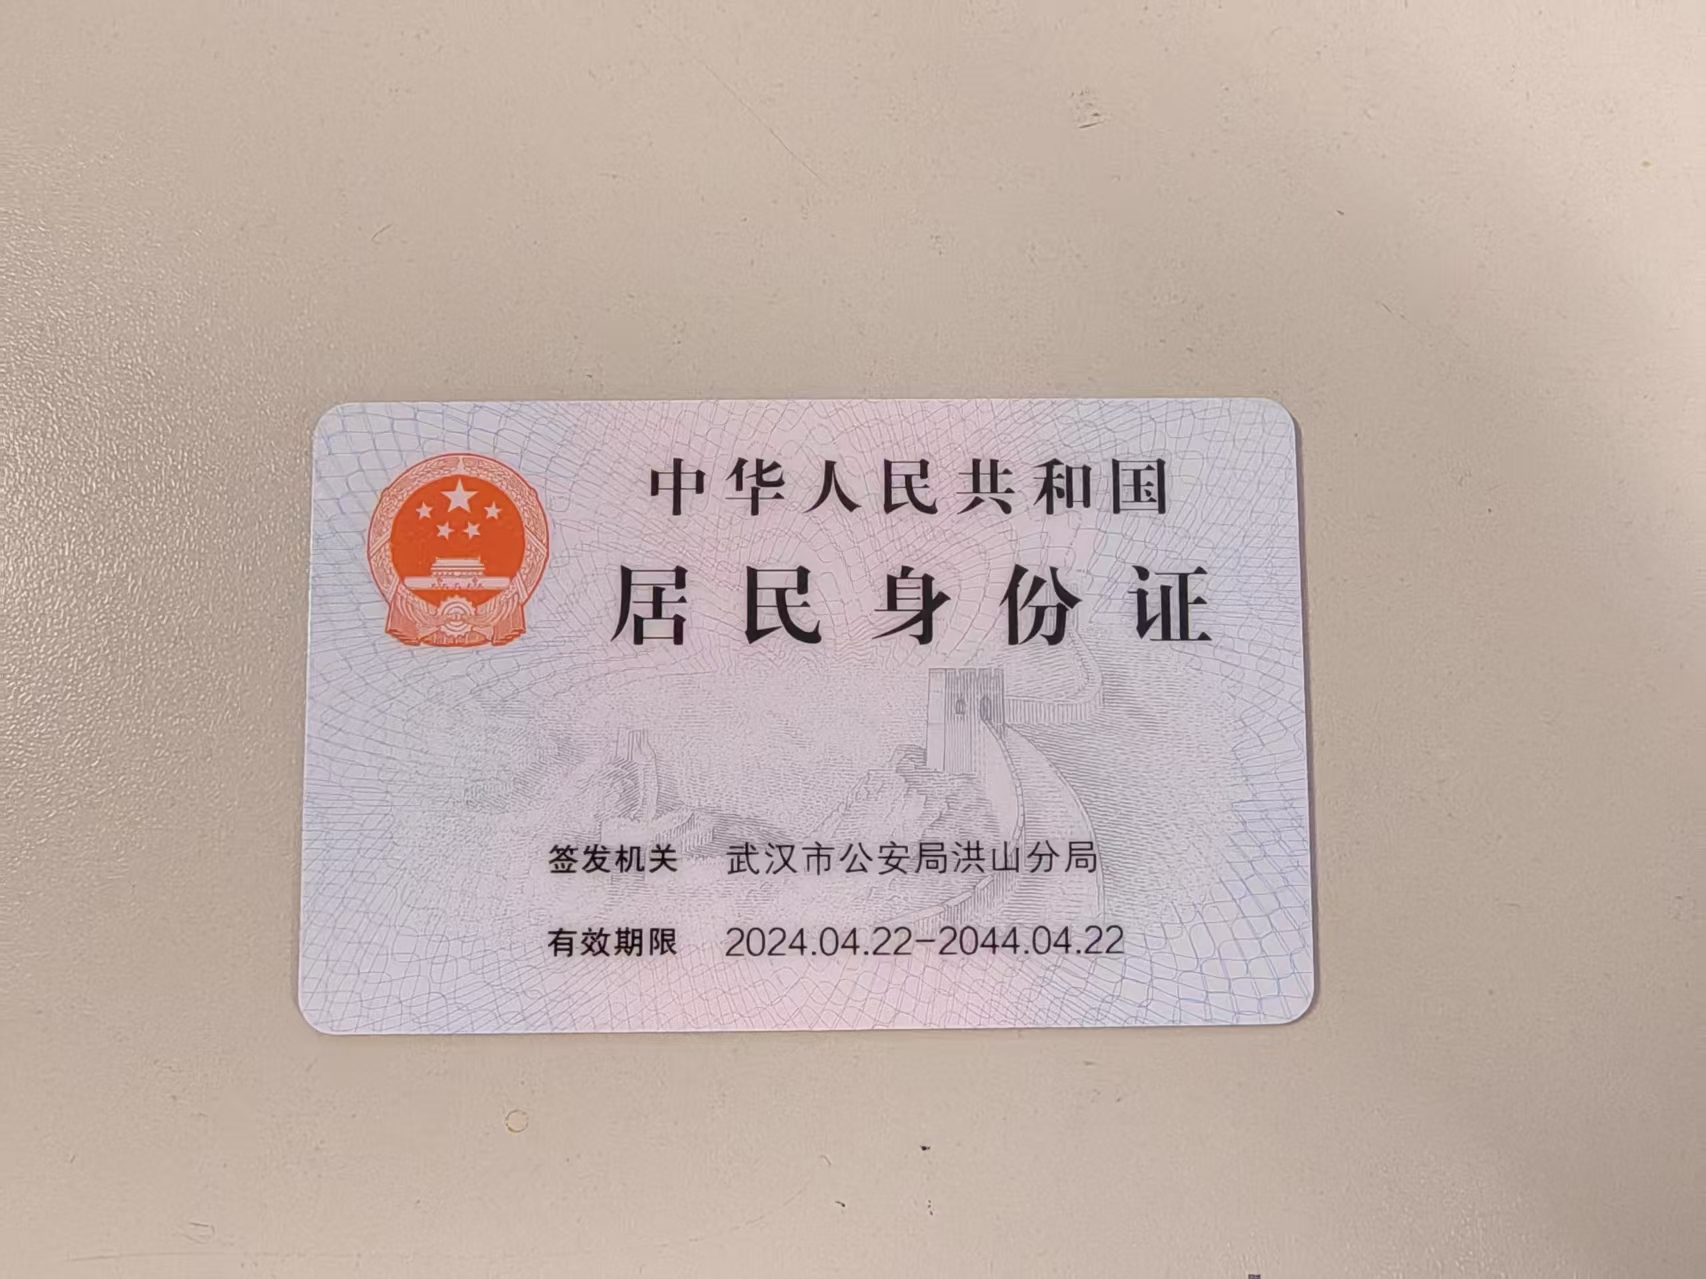 中华人民共和国
居民身份证
签发机关 武汉市公安局洪山分局
有效期限 2024.04.22-2044.04.22